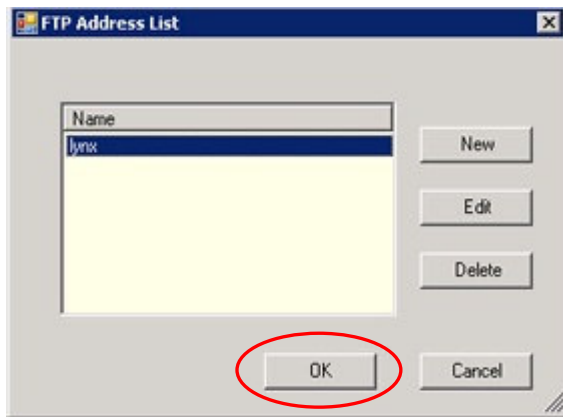 FTP Address List
Name
lynx
New
Edit
Delete
OK
Cancel